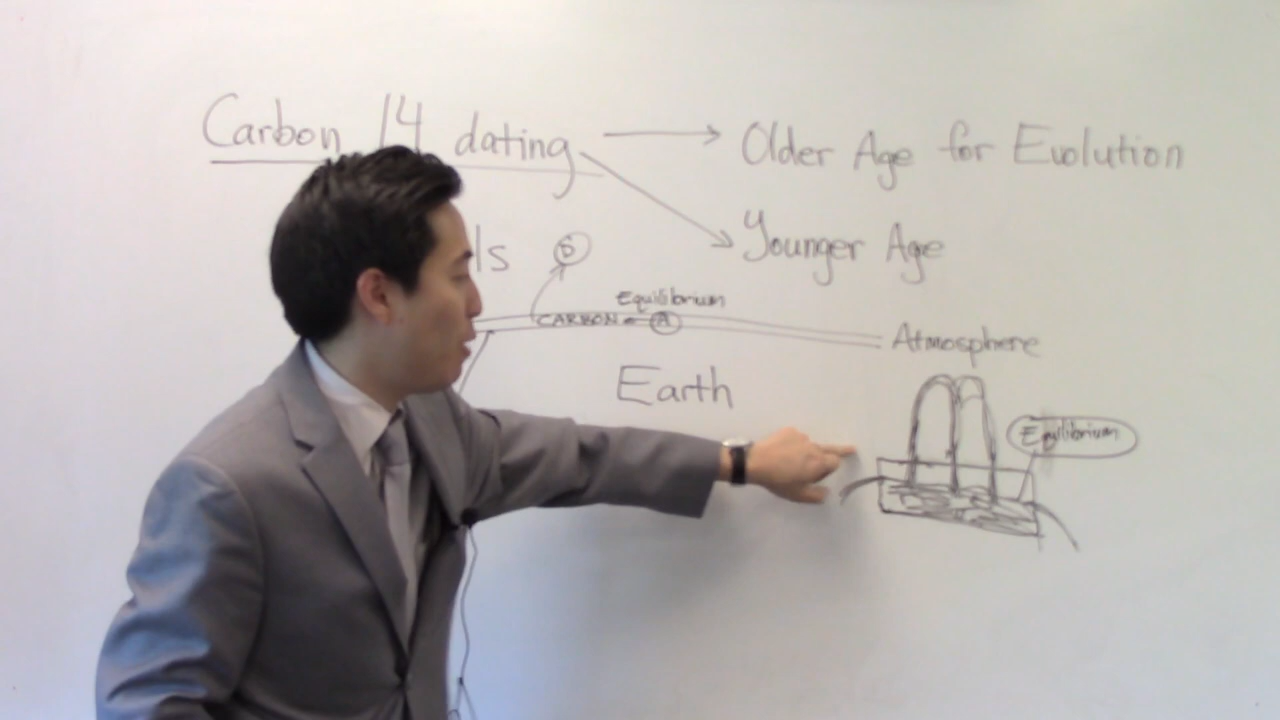 Carbon 14 dating → Older Age for Evolution
Younger Age
ls
Equilibrium
CARBON A
Atmosphere
Earth
Equilibrium